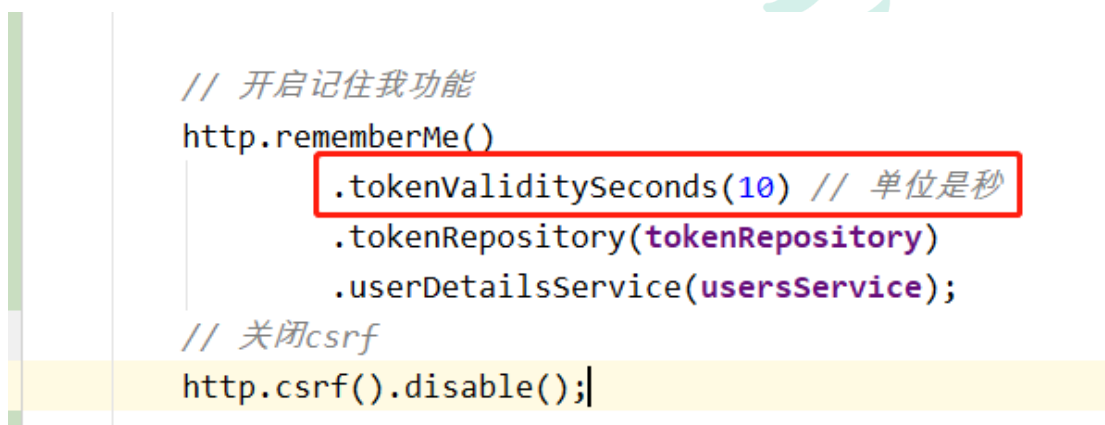 // 开启记住我功能
http.rememberMe()
.tokenValiditySeconds(10) // 单位是秒
.tokenRepository(tokenRepository)
.userDetailsService(usersService);
// 关闭csrf
http.csrf().disable();